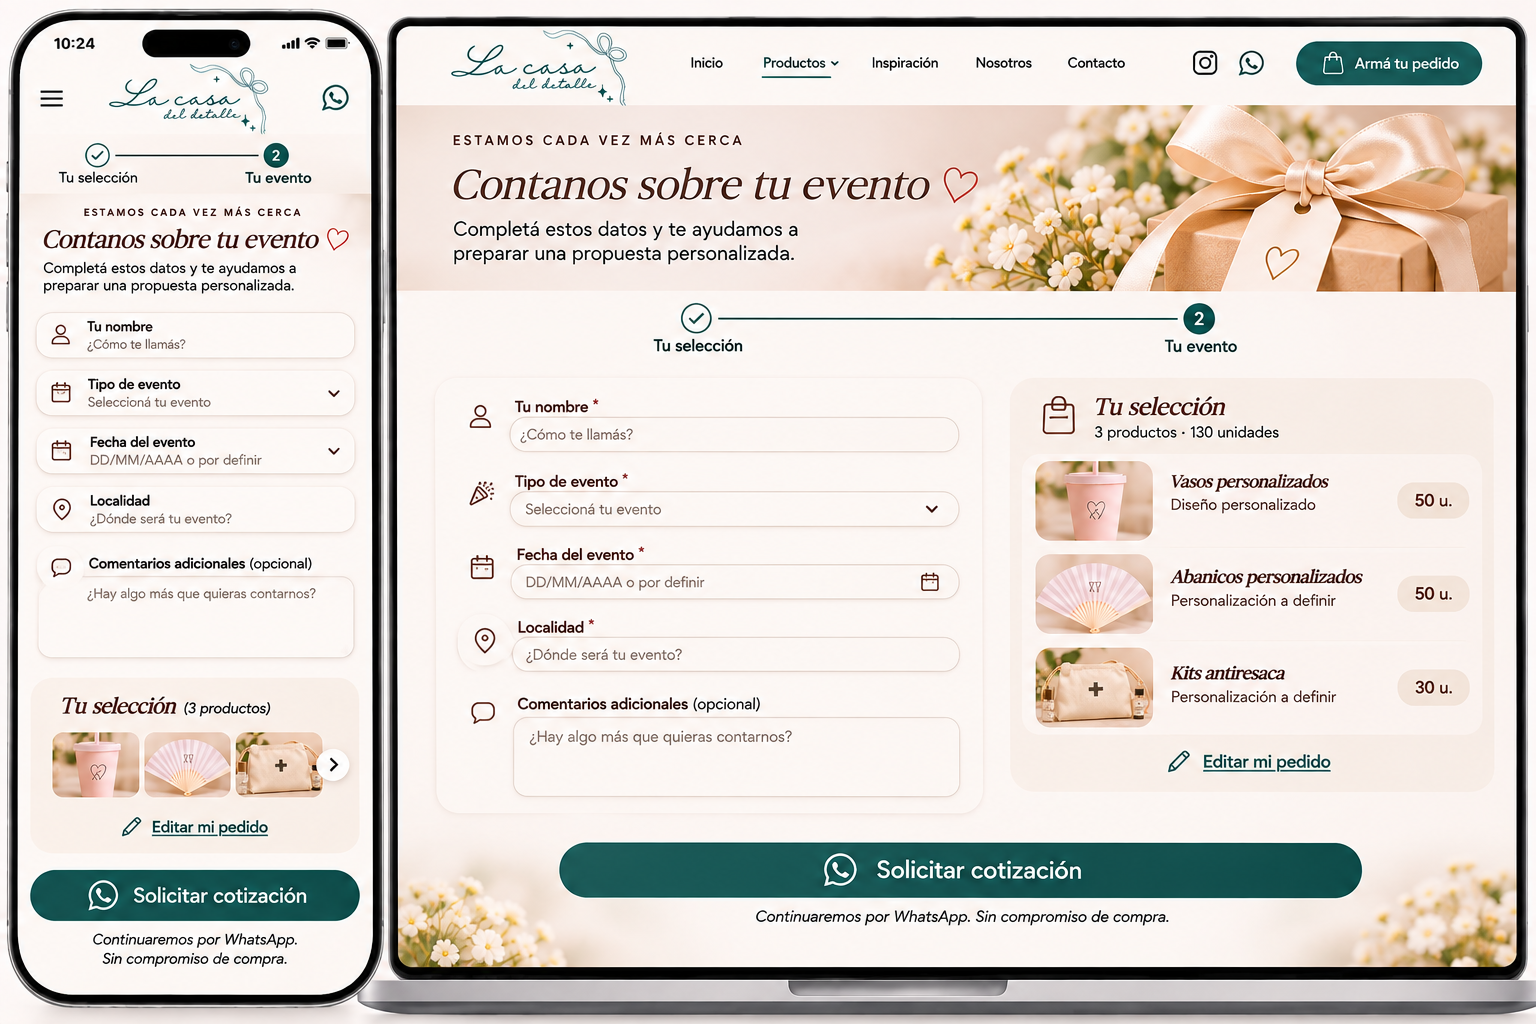 10:24
La casa
del detalle
2
Tu selección
Tu evento
ESTAMOS CADA VEZ MÁS CERCA
Contanos sobre tu evento
Completá estos datos y te ayudamos a
preparar una propuesta personalizada.
Tu nombre
¿Cómo te llamás?
Tipo de evento
Seleccioná tu evento
Fecha del evento
DD/MM/AAAA o por definir
Localidad
¿Dónde será tu evento?
Comentarios adicionales (opcional)
¿Hay algo más que quieras contarnos?
Tu selección (3 productos)
Editar mi pedido
Solicitar cotización
Continuaremos por WhatsApp.
Sin compromiso de compra.
La casa
del detalle
Inicio
Productos
Inspiración
Nosotros
Contacto
Armá tu pedido
ESTAMOS CADA VEZ MÁS CERCA
Contanos sobre tu evento
Completá estos datos y te ayudamos a
preparar una propuesta personalizada.
2
Tu selección
Tu evento
Tu nombre *
¿Cómo te llamás?
Tipo de evento *
Seleccioná tu evento
Fecha del evento *
DD/MM/AAAA o por definir
Localidad *
¿Dónde será tu evento?
Comentarios adicionales (opcional)
¿Hay algo más que quieras contarnos?
Tu selección
3 productos · 130 unidades
Vasos personalizados
Diseño personalizado
50 u.
Abanicos personalizados
Personalización a definir
50 u.
Kits antiresaca
Personalización a definir
30 u.
Editar mi pedido
Solicitar cotización
Continuaremos por WhatsApp. Sin compromiso de compra.